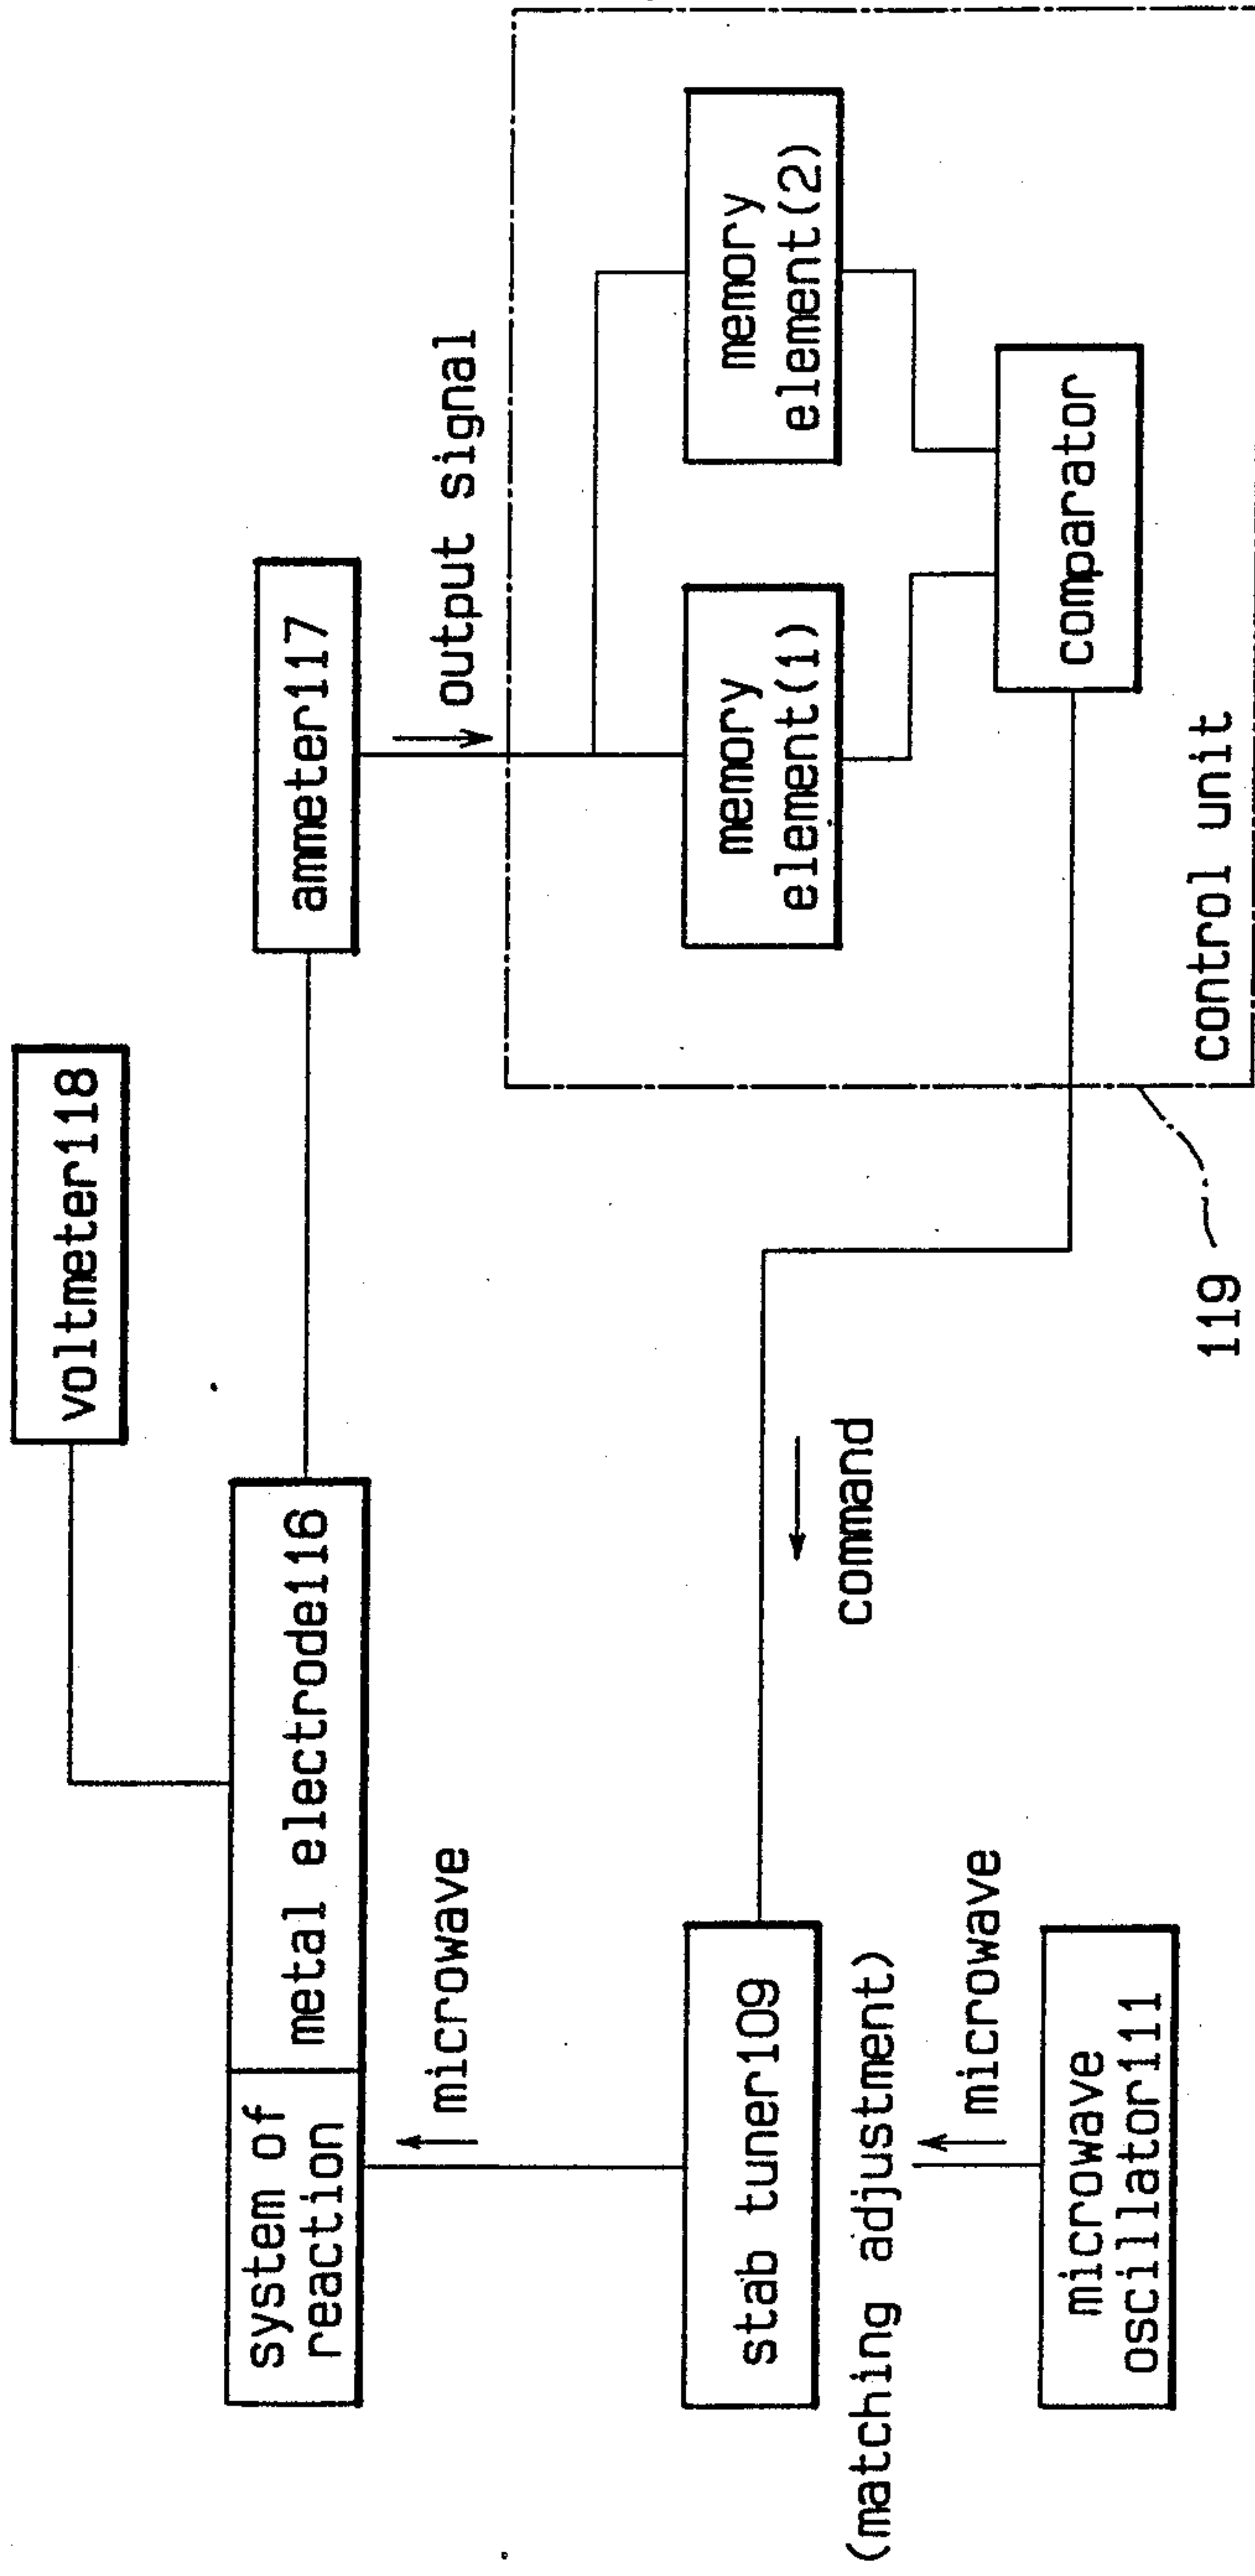 voltmeter118
system of
reaction
metal electrode116
ammeter117
microwave
output signal
stab tuner109
(matching adjustment)
command
memory
element(1)
memory
element(2)
microwave
microwave
oscillator111
comparator
control unit
119